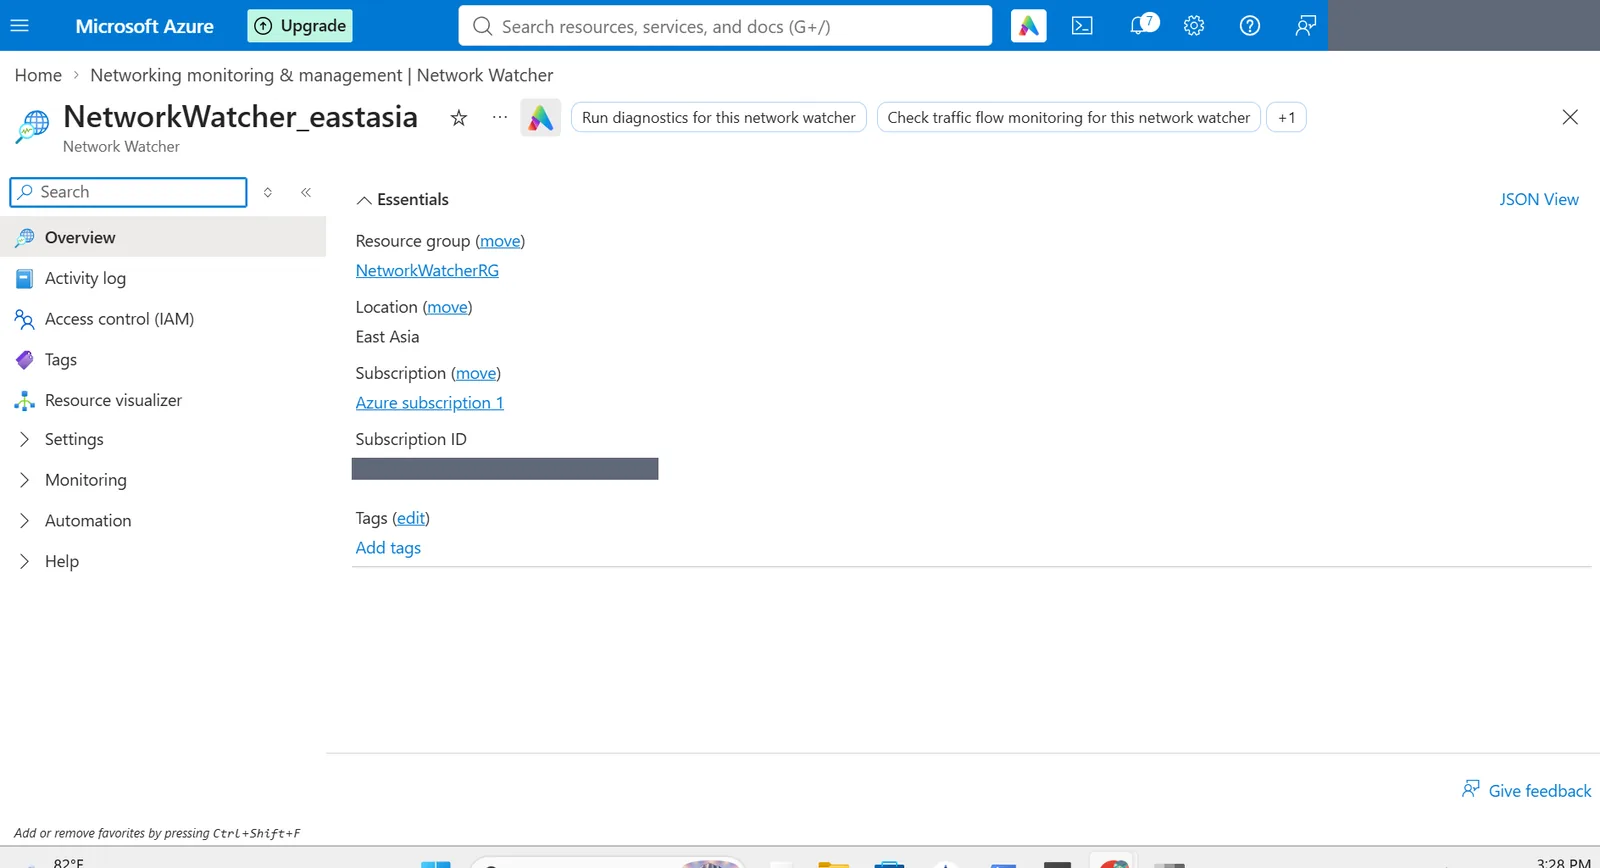 Microsoft Azure
Upgrade
Search resources, services, and docs (G+/)
7
Home > Networking monitoring & management | Network Watcher
NetworkWatcher_eastasia
Network Watcher
Run diagnostics for this network watcher
Check traffic flow monitoring for this network watcher
+1
Search
Overview
Activity log
Access control (IAM)
Tags
Resource visualizer
Settings
Monitoring
Automation
Help
Essentials
JSON View
Resource group (move)
NetworkWatcherRG
Location (move)
East Asia
Subscription (move)
Azure subscription 1
Subscription ID
Tags (edit)
Add tags
Give feedback
Add or remove favorites by pressing Ctrl+Shift+F
82°F
3:28 PM